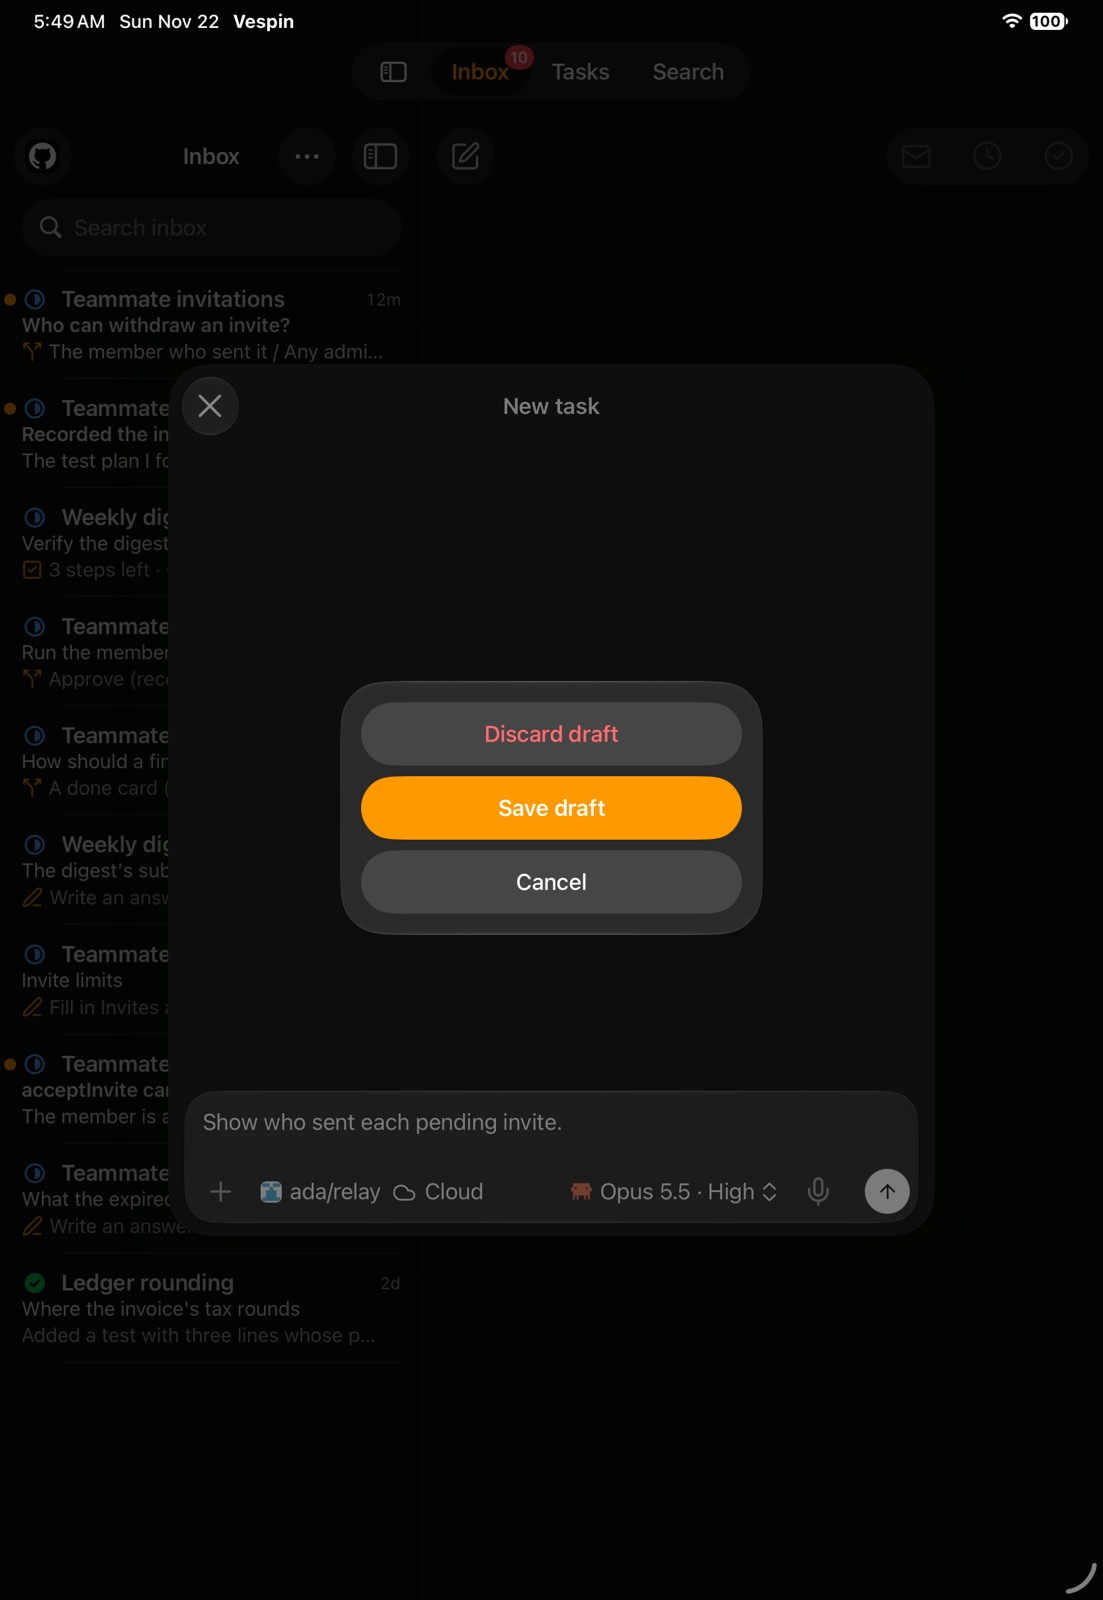 5:49 AM Sun Nov 22 Vespin
100
Inbox 10 Tasks Search
Inbox
Search inbox
Teammate invitations 12m
Who can withdraw an invite?
The member who sent it / Any admi...
Teammate
Recorded the in
The test plan I fo
Weekly dig
Verify the digest
3 steps left ·
Teammate
Run the member
Approve (reco
Teammate
How should a fin
A done card (
Weekly dig
The digest's sub
Write an answ
Teammate
Invite limits
Fill in Invites a
Teammate
acceptInvite can
The member is a
Teammate
What the expired
Write an answe.
Ledger rounding 2d
Where the invoice's tax rounds
Added a test with three lines whose p...
New task
Discard draft
Save draft
Cancel
Show who sent each pending invite.
ada/relay Cloud Opus 5.5 · High